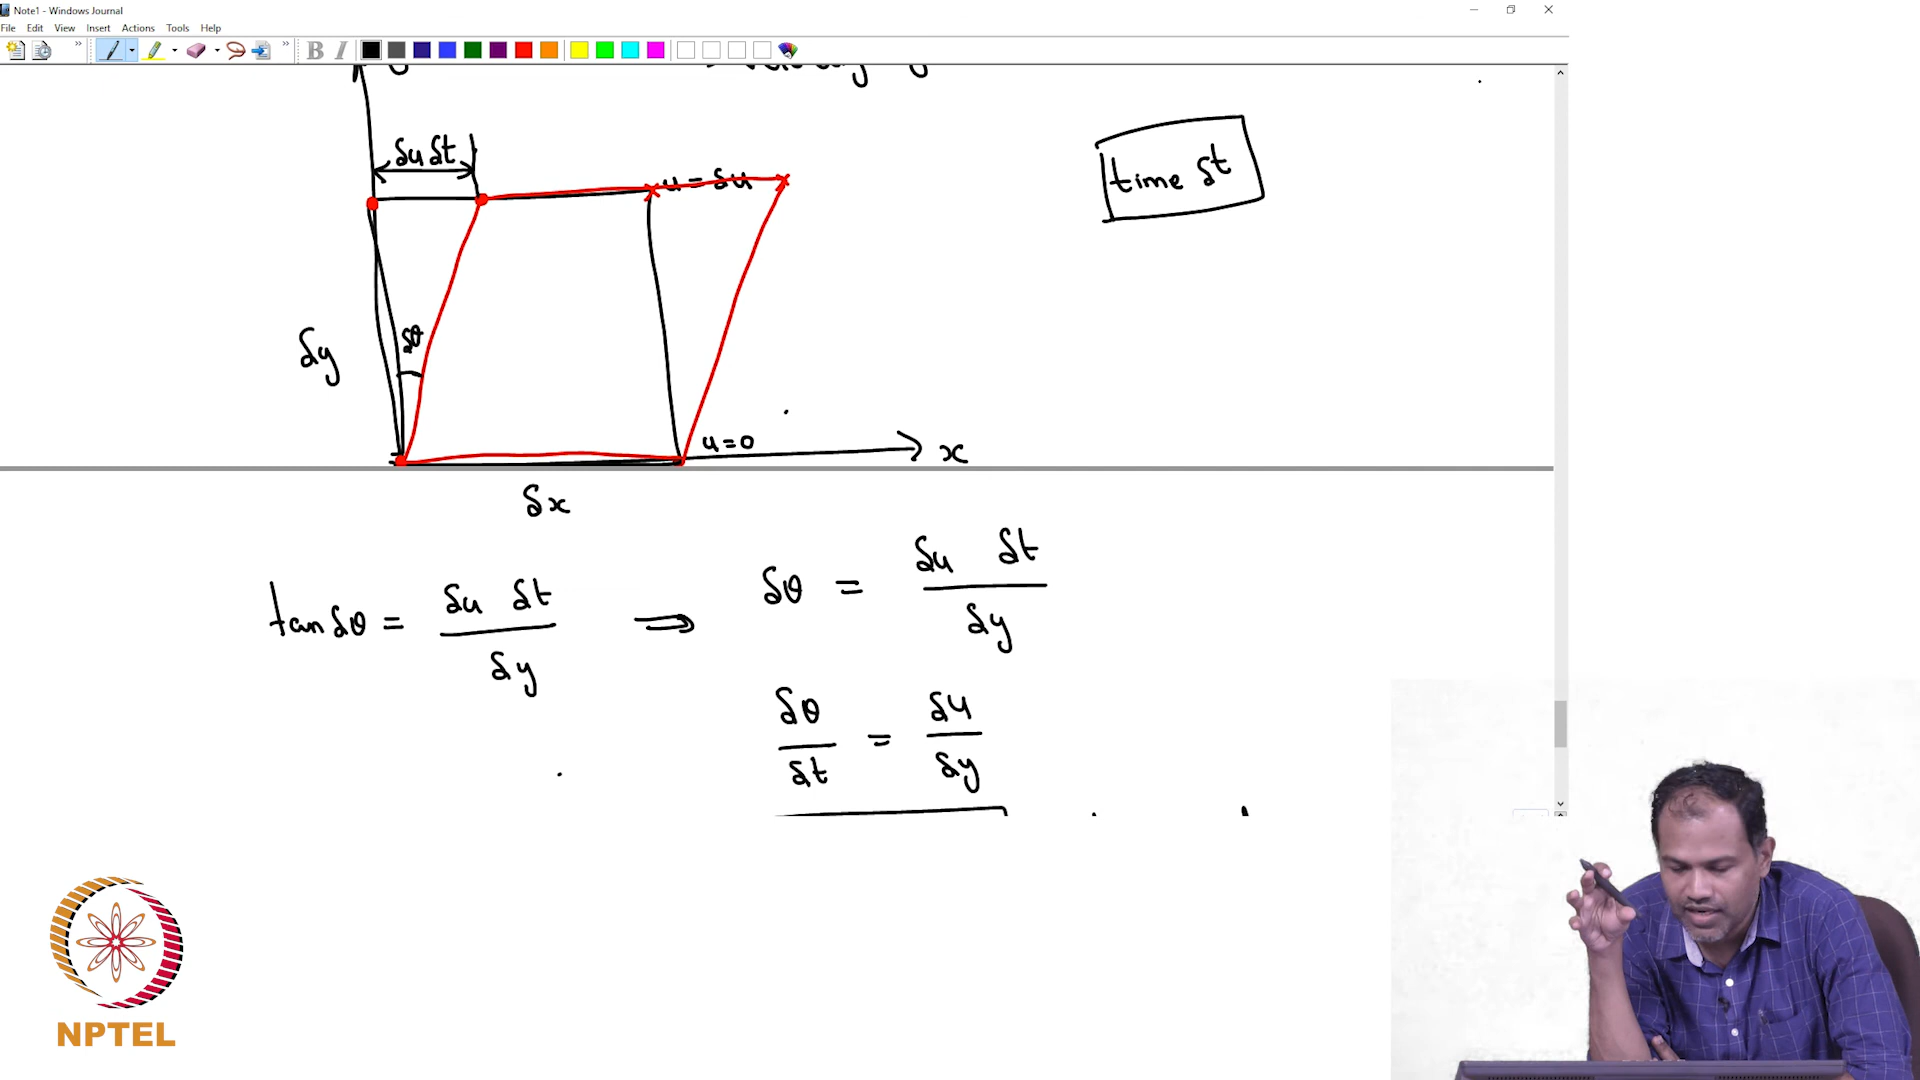 Note1 - Windows Journal
File Edit View Insert Actions Tools Help
B I
δu δt
u = δu
time δt
δθ
δy
u=0
x
δx
tan δθ = δu δt / δy ⇒ δθ = δu δt / δy
δθ / δt = δu / δy
NPTEL